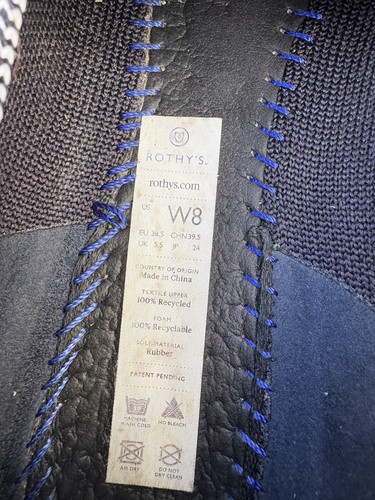 ROTHY'S.
rothys.com
US W8
EU 38.5 CHN 39.5
UK 5.5 JP 24
COUNTRY OF ORIGIN
Made in China
TEXTILE UPPER
100% Recycled
FOAM
100% Recyclable
SOLE MATERIAL
Rubber
PATENT PENDING
MACHINE WASH COLD
NO BLEACH
AIR DRY
DO NOT DRY CLEAN